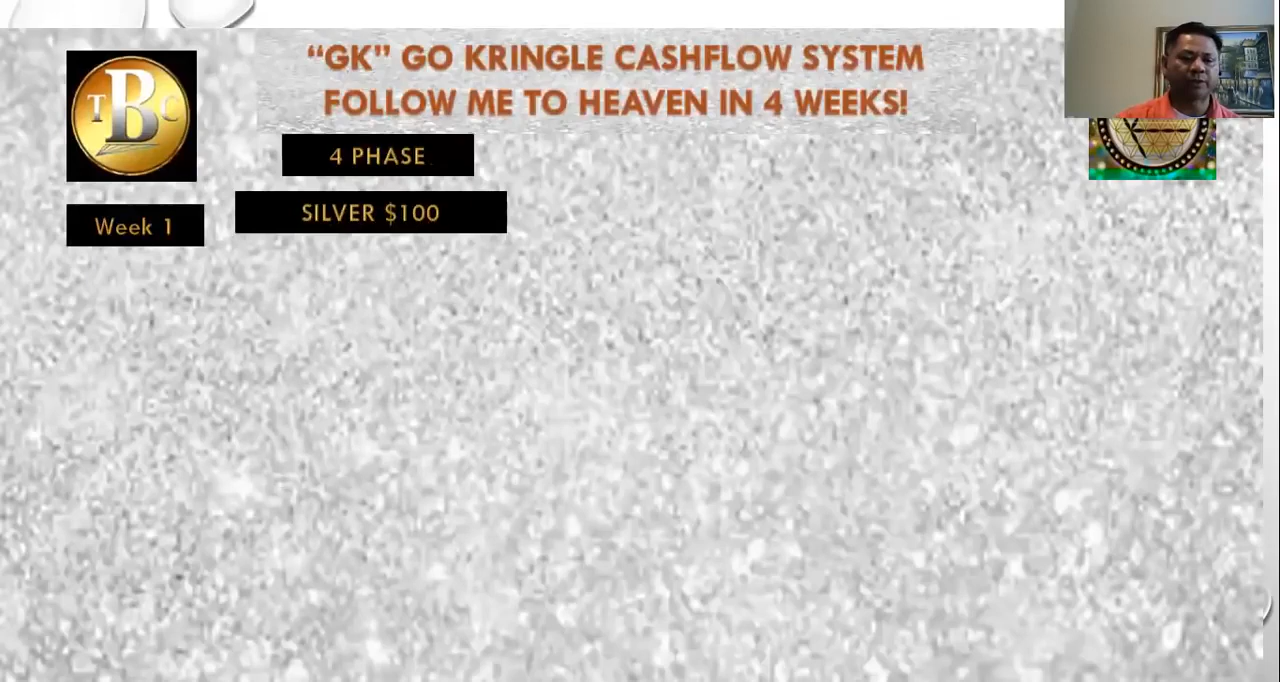 “GK” GO KRINGLE CASHFLOW SYSTEM
FOLLOW ME TO HEAVEN IN 4 WEEKS!
TBC
4 PHASE
SILVER $100
Week 1